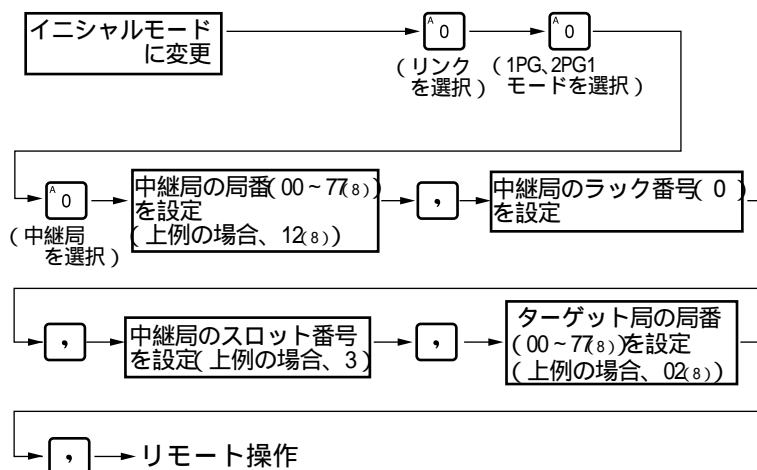 イニシャルモード
に変更
A
0
A
0
(リンク
を選択)
(1PG、2PG1
モードを選択)
A
0
(中継局
を選択)
中継局の局番(00~77(8))
を設定
(上例の場合、12(8))
,
中継局のラック番号(0)
を設定
,
中継局のスロット番号
を設定(上例の場合、3)
,
ターゲット局の局番
(00~77(8))を設定
(上例の場合、02(8))
,
リモート操作